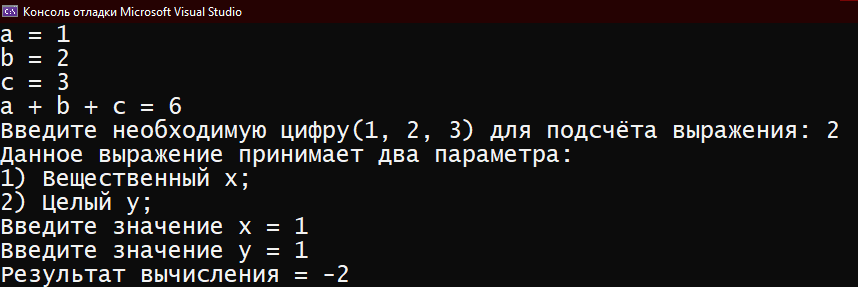 Консоль отладки Microsoft Visual Studio
a = 1
b = 2
c = 3
a + b + c = 6
Введите необходимую цифру(1, 2, 3) для подсчёта выражения: 2
Данное выражение принимает два параметра:
1) Вещественный x;
2) Целый y;
Введите значение x = 1
Введите значение y = 1
Результат вычисления = -2